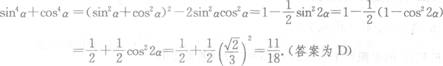 sin⁴α+cos⁴α=(sin²α+cos²α)²−2sin²αcos²α=1−1/2 sin²2α=1−1/2(1−cos²2α)
=1/2+1/2 cos²2α=1/2+1/2(√2/3)²=11/18.(答案为 D)